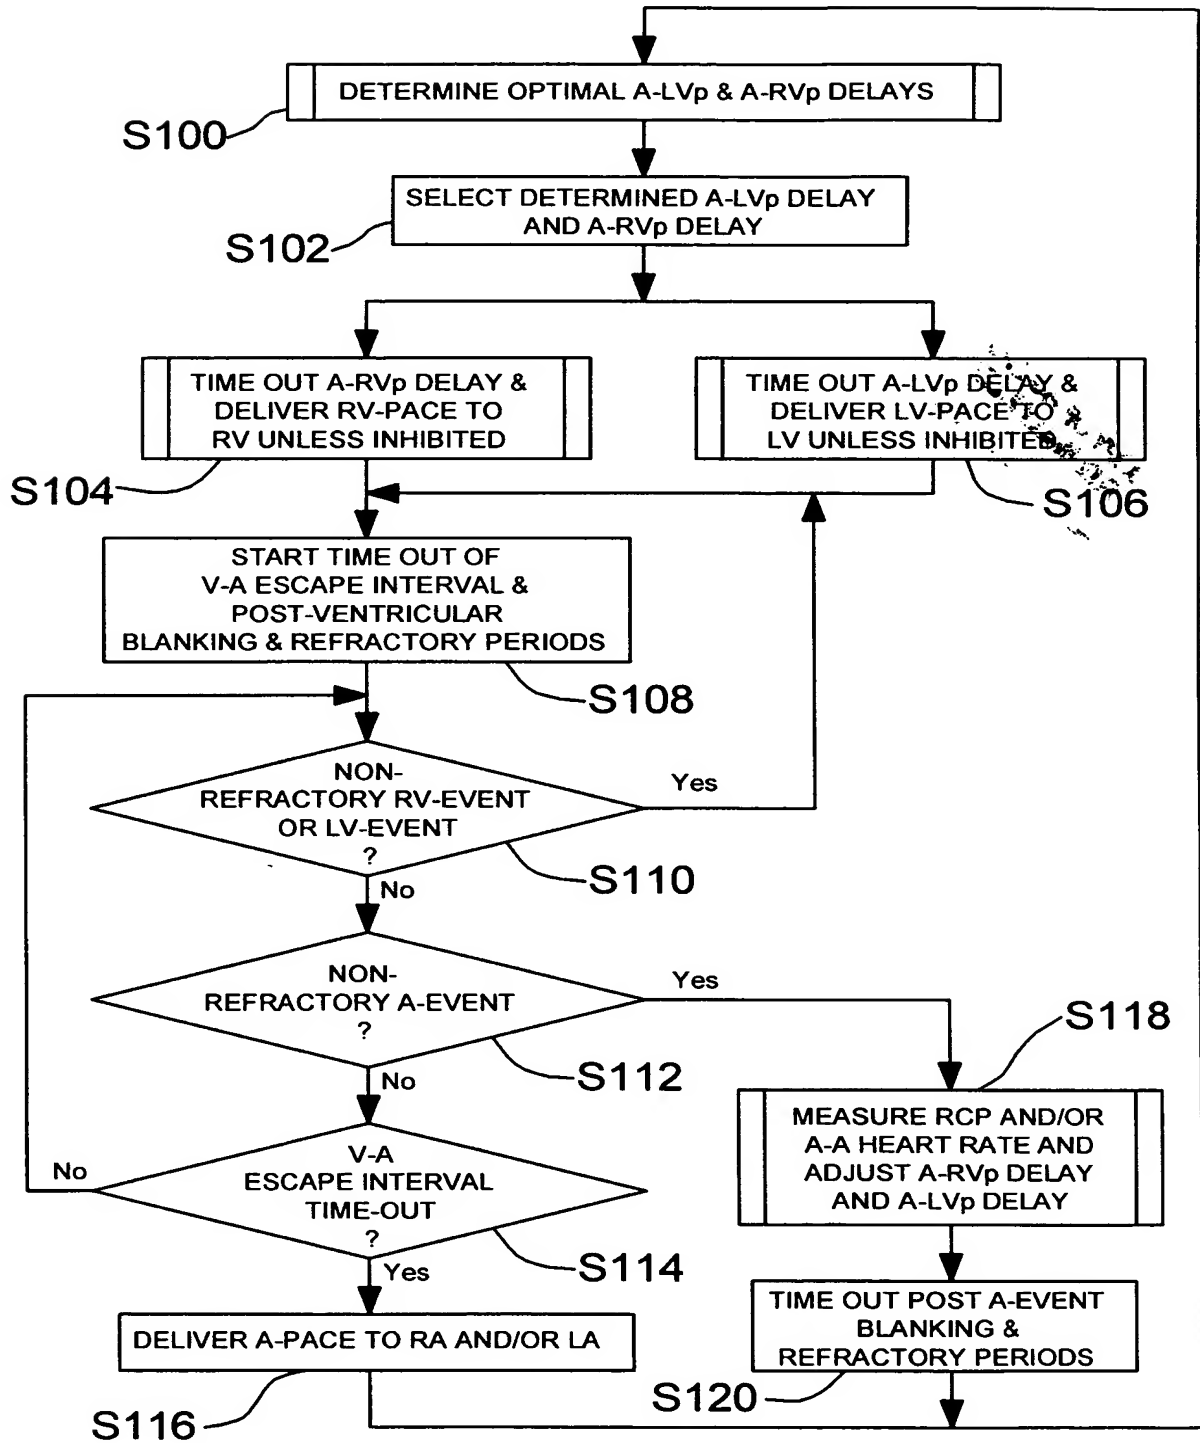 DETERMINE OPTIMAL A-LVp & A-RVp DELAYS
S100
SELECT DETERMINED A-LVp DELAY
AND A-RVp DELAY
S102
TIME OUT A-RVp DELAY &
DELIVER RV-PACE TO
RV UNLESS INHIBITED
S104
TIME OUT A-LVp DELAY &
DELIVER LV-PACE TO
LV UNLESS INHIBITED
S106
START TIME OUT OF
V-A ESCAPE INTERVAL &
POST-VENTRICULAR
BLANKING & REFRACTORY PERIODS
S108
NON-
REFRACTORY RV-EVENT
OR LV-EVENT
?
Yes
S110
No
NON-
REFRACTORY A-EVENT
?
Yes
S112
No
S118
MEASURE RCP AND/OR
A-A HEART RATE AND
ADJUST A-RVp DELAY
AND A-LVp DELAY
V-A
ESCAPE INTERVAL
TIME-OUT
?
No
S114
Yes
DELIVER A-PACE TO RA AND/OR LA
S116
TIME OUT POST A-EVENT
BLANKING &
REFRACTORY PERIODS
S120